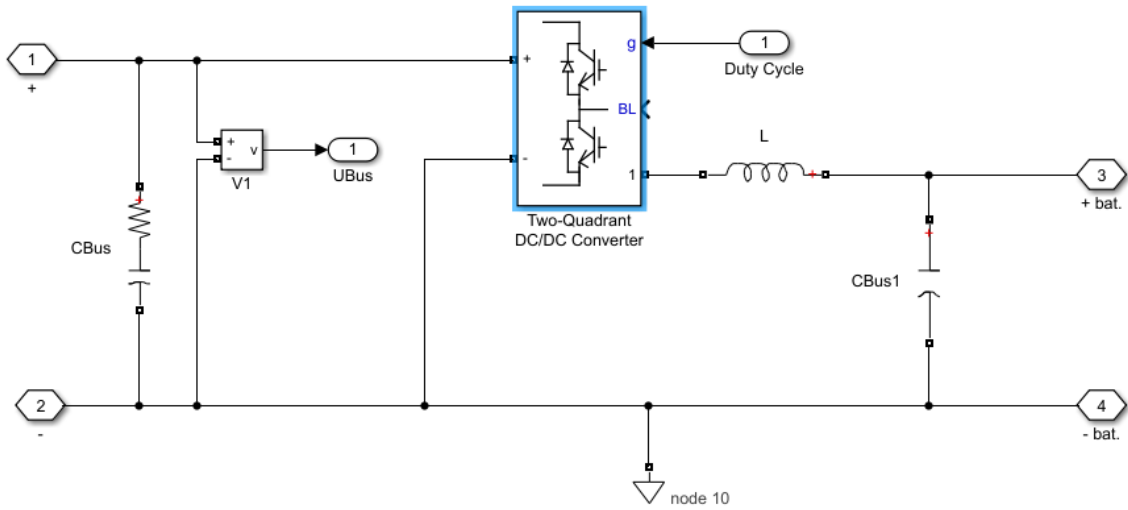 1
+
g
1
Duty Cycle
+
BL
L
+
-
v
V1
1
UBus
-
1
+
3
+ bat.
Two-Quadrant
DC/DC Converter
+
CBus
+
CBus1
2
-
4
- bat.
node 10